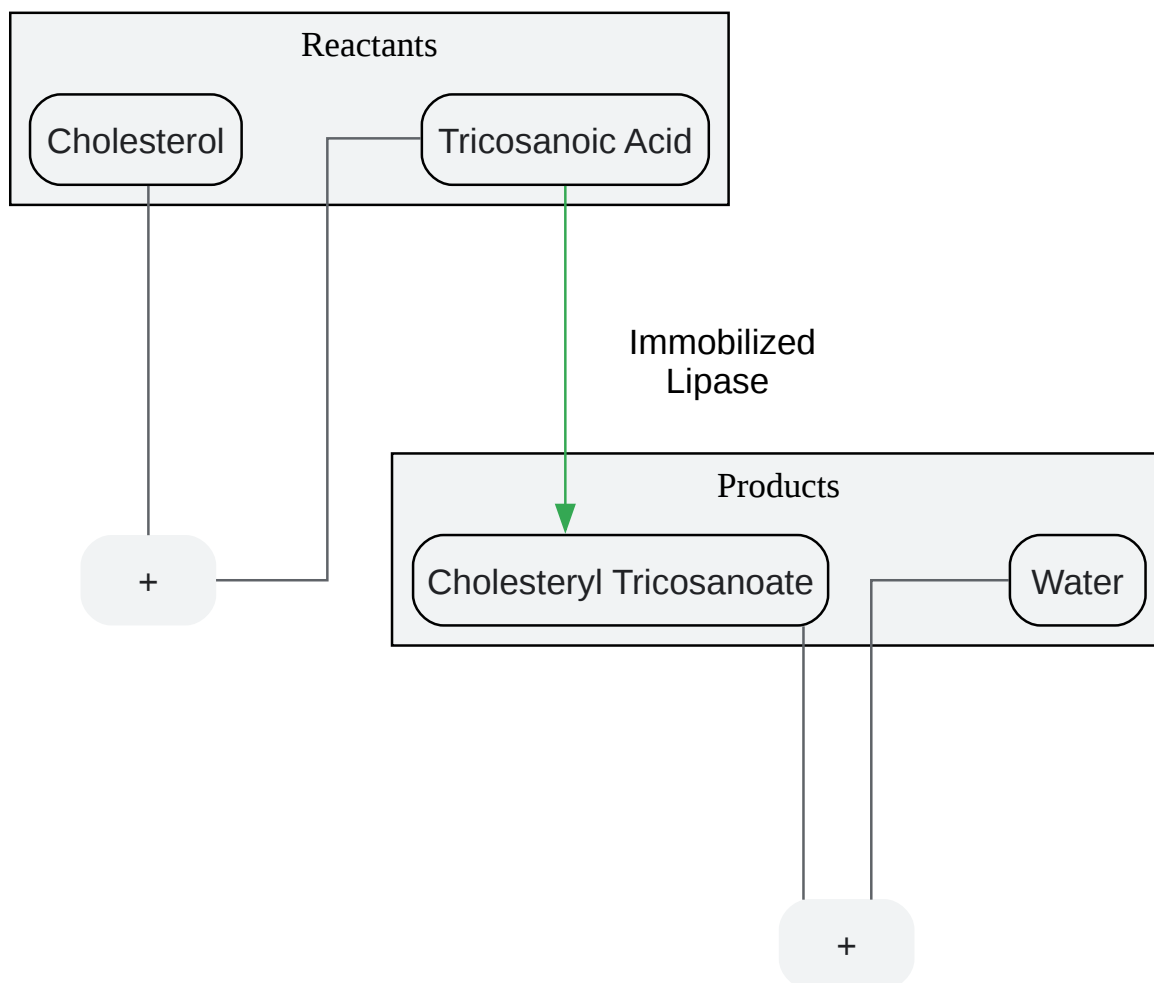 Reactants
Cholesterol
Tricosanoic Acid
Immobilized
Lipase
Products
+
Cholesteryl Tricosanoate
Water
+